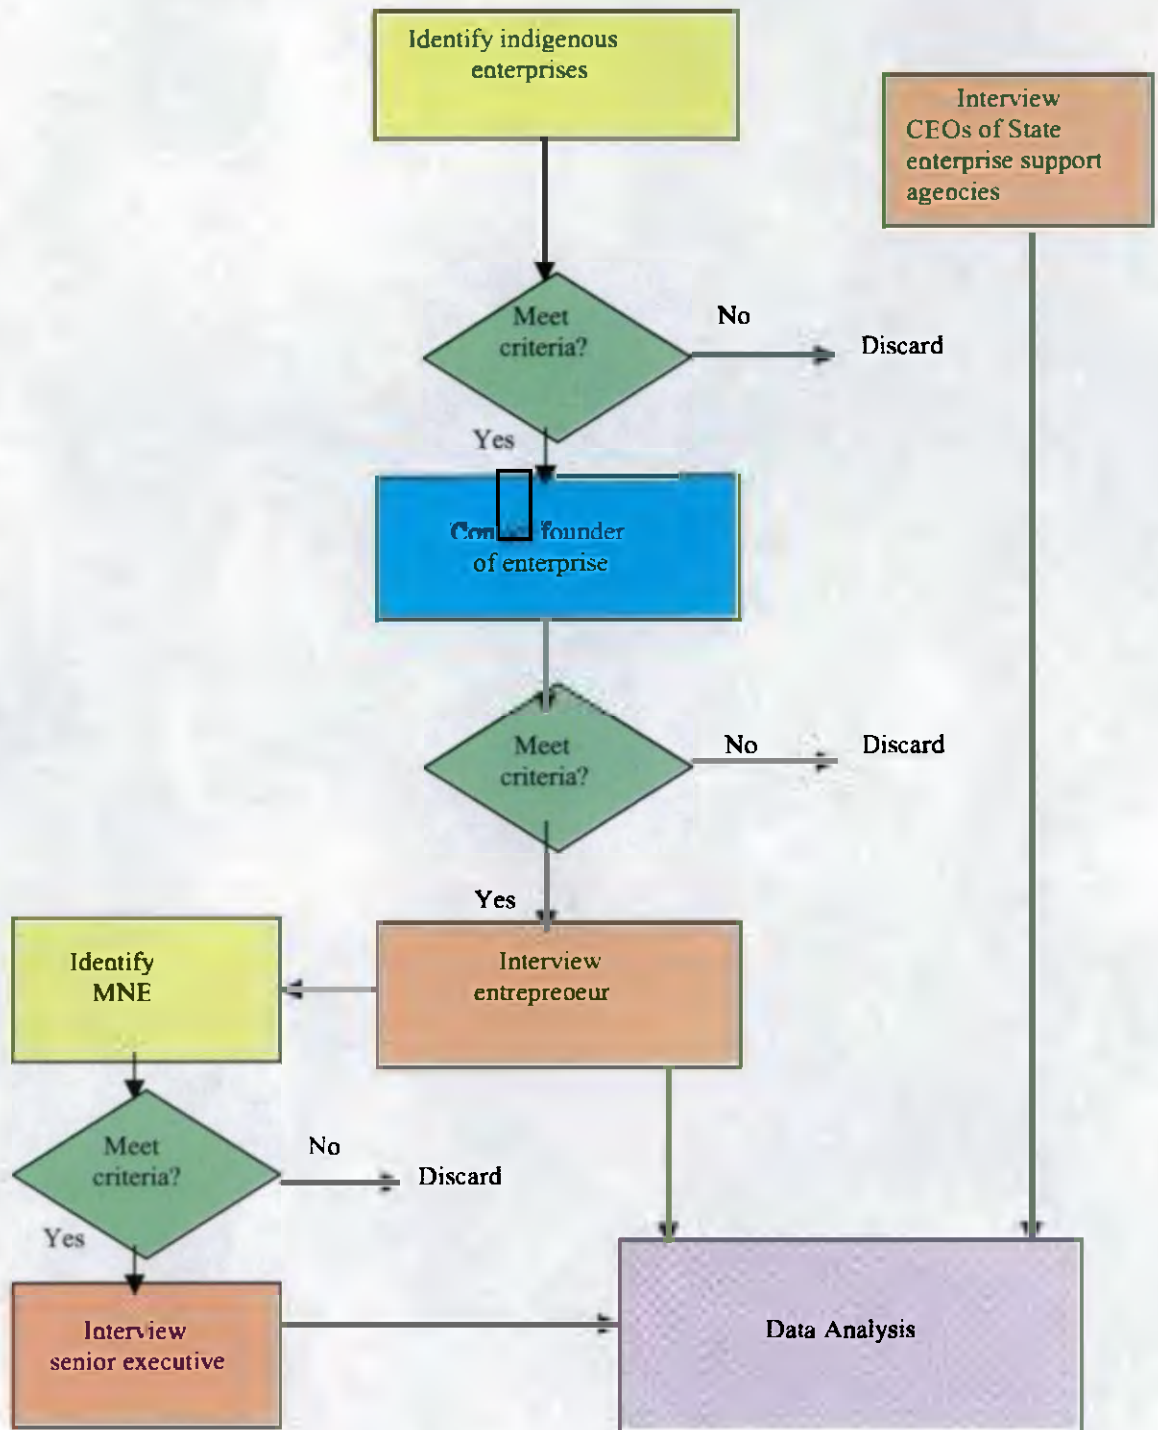 Identify indigenous
enterprises
Interview
CEOs of State
enterprise support
agencies
Meet
criteria?
No
Discard
Yes
founder
of enterprise
Meet
criteria?
No
Discard
Yes
Identify
MNE
Interview
entrepreneur
Meet
criteria?
No
Discard
Yes
Interview
senior executive
Data Analysis